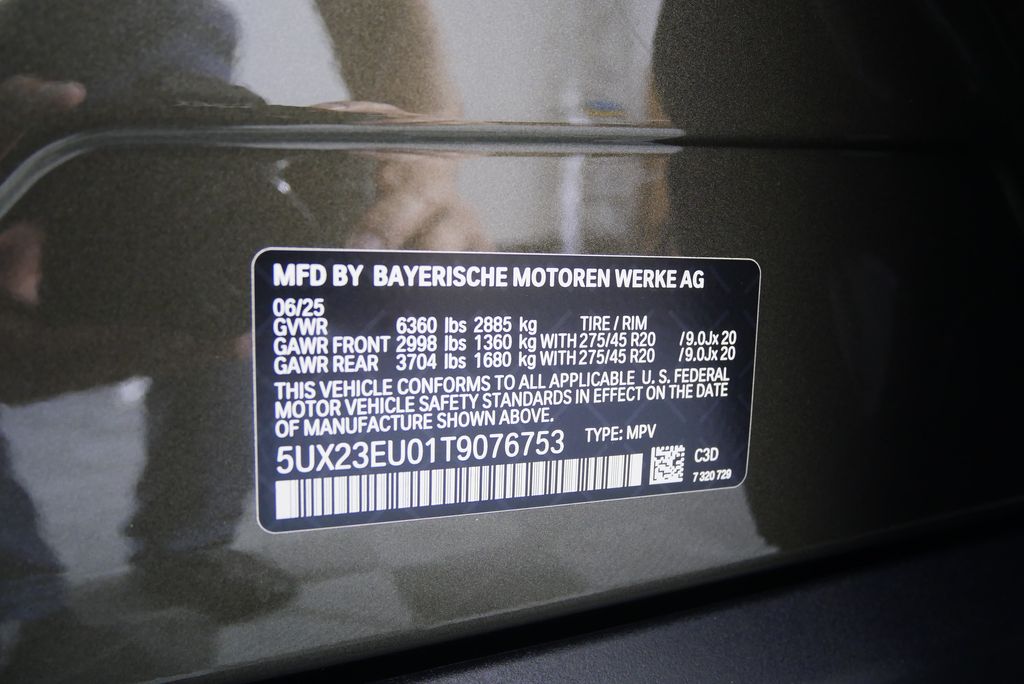 MFD BY BAYERISCHE MOTOREN WERKE AG
06/25
GVWR 6360 lbs 2885 kg TIRE / RIM
GAWR FRONT 2998 lbs 1360 kg WITH 275/45 R20 /9.0Jx 20
GAWR REAR 3704 lbs 1680 kg WITH 275/45 R20 /9.0Jx 20
THIS VEHICLE CONFORMS TO ALL APPLICABLE U. S. FEDERAL
MOTOR VEHICLE SAFETY STANDARDS IN EFFECT ON THE DATE
OF MANUFACTURE SHOWN ABOVE.
5UX23EU01T9076753 TYPE: MPV
C3D
7 320 729